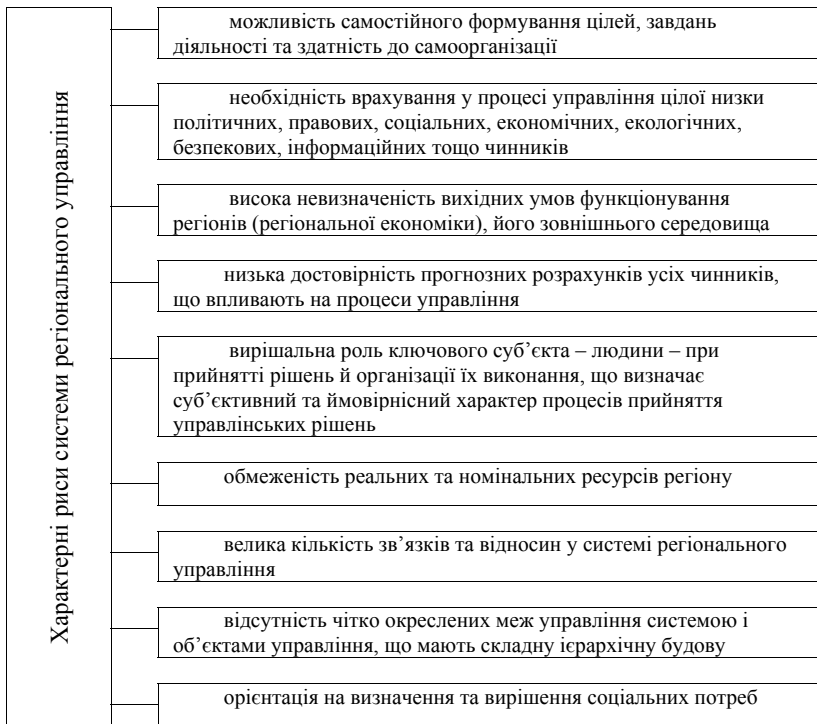 Характерні риси системи регіонального управління
можливість самостійного формування цілей, завдань
діяльності та здатність до самоорганізації
необхідність врахування у процесі управління цілої низки
політичних, правових, соціальних, економічних, екологічних,
безпекових, інформаційних тощо чинників
висока невизначеність вихідних умов функціонування
регіонів (регіональної економіки), його зовнішнього середовища
низька достовірність прогнозних розрахунків усіх чинників,
що впливають на процеси управління
вирішальна роль ключового суб’єкта – людини – при
прийнятті рішень й організації їх виконання, що визначає
суб’єктивний та ймовірнісний характер процесів прийняття
управлінських рішень
обмеженість реальних та номінальних ресурсів регіону
велика кількість зв’язків та відносин у системі регіонального
управління
відсутність чітко окреслених меж управління системою і
об’єктами управління, що мають складну ієрархічну будову
орієнтація на визначення та вирішення соціальних потреб